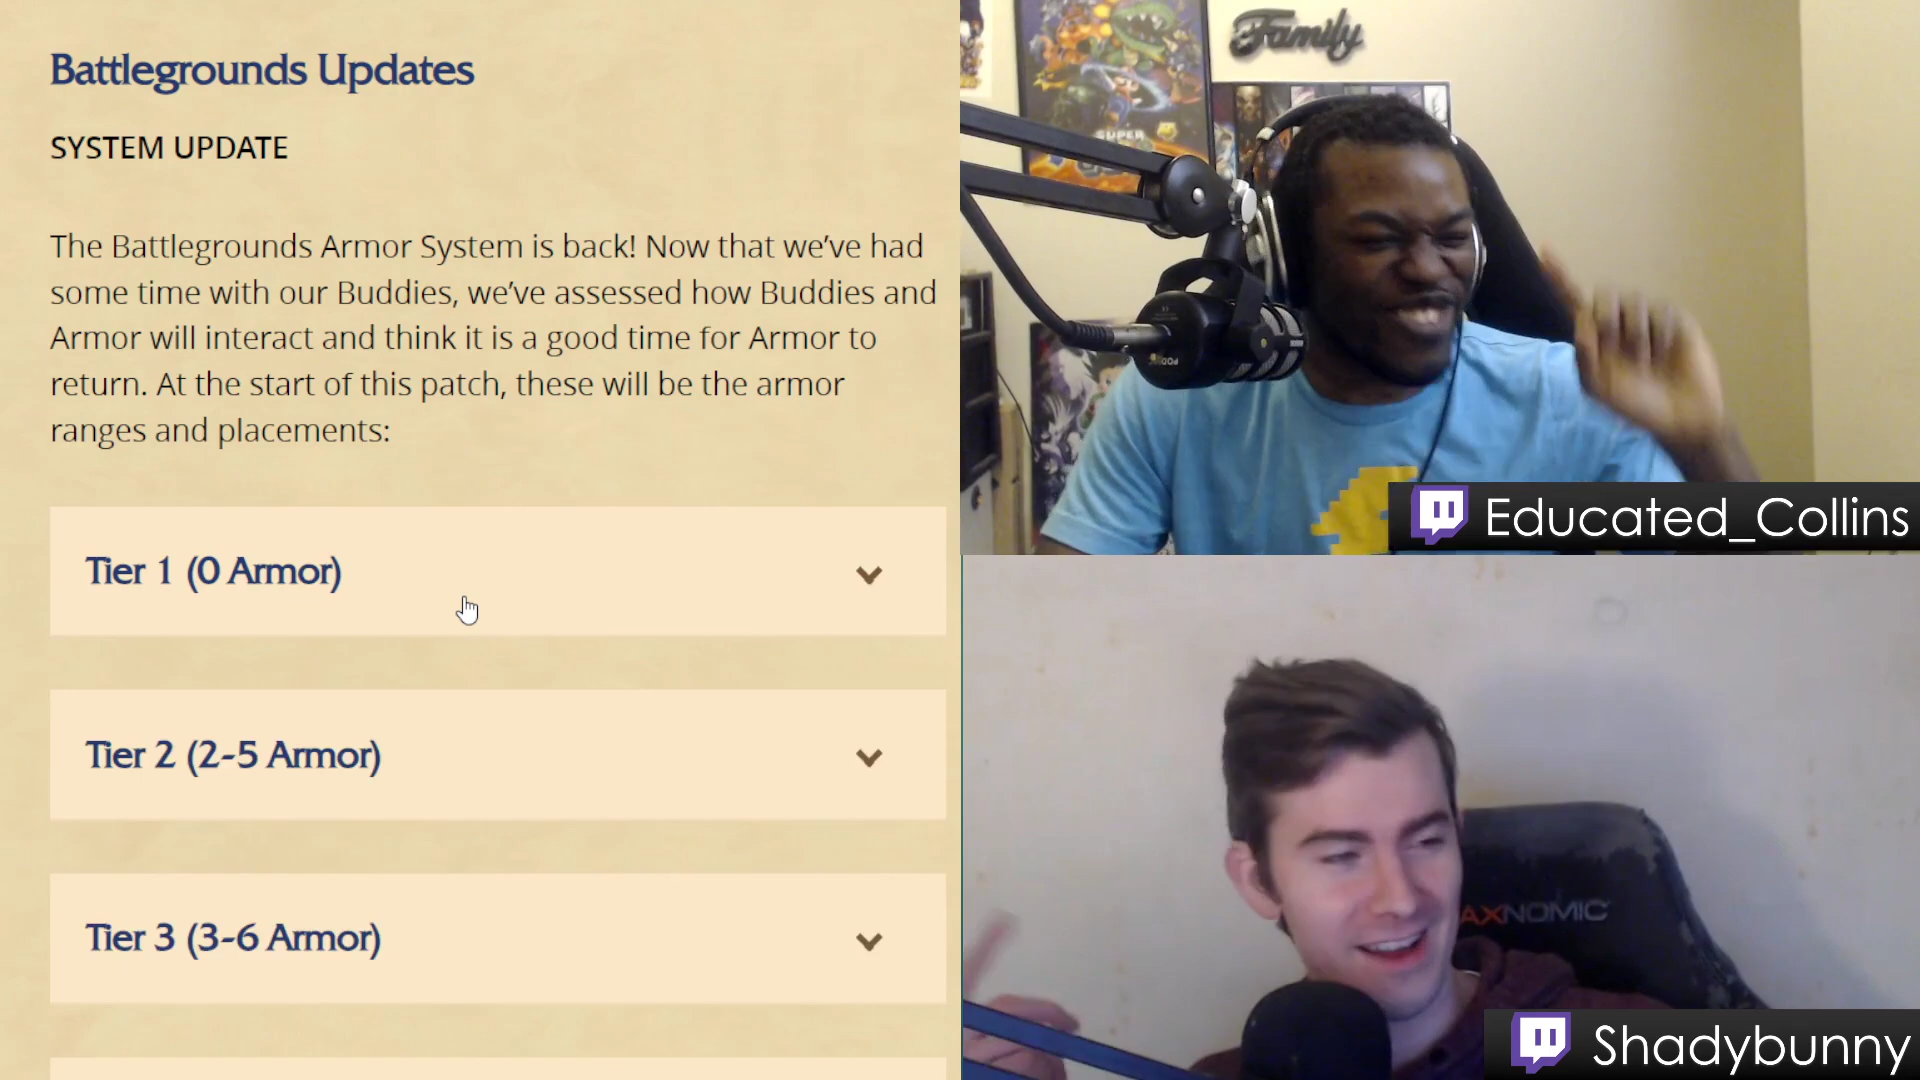 Battlegrounds Updates
SYSTEM UPDATE
The Battlegrounds Armor System is back! Now that we’ve had
some time with our Buddies, we’ve assessed how Buddies and
Armor will interact and think it is a good time for Armor to
return. At the start of this patch, these will be the armor
ranges and placements:
Tier 1 (0 Armor)
Tier 2 (2-5 Armor)
Tier 3 (3-6 Armor)
Family
SUPER
Educated_Collins
AXNOMIC
Shadybunny